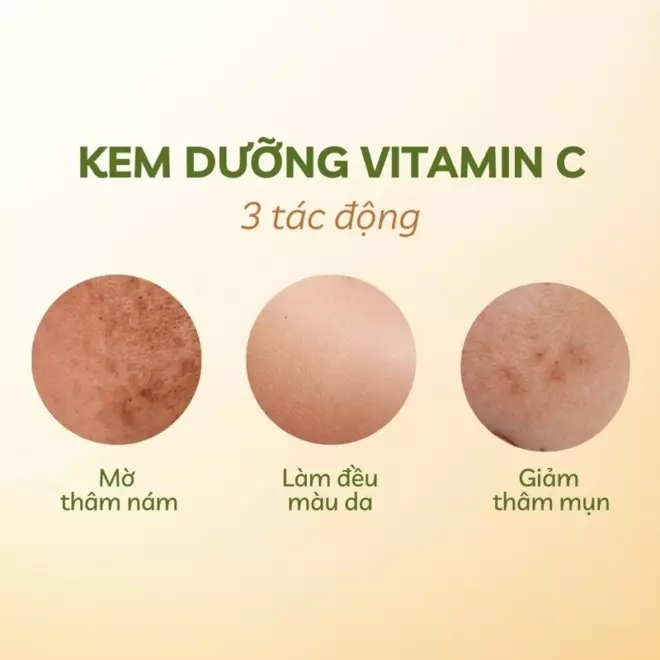 KEM DƯỠNG VITAMIN C
3 tác động
Mờ
thâm nám
Làm đều
màu da
Giảm
thâm mụn